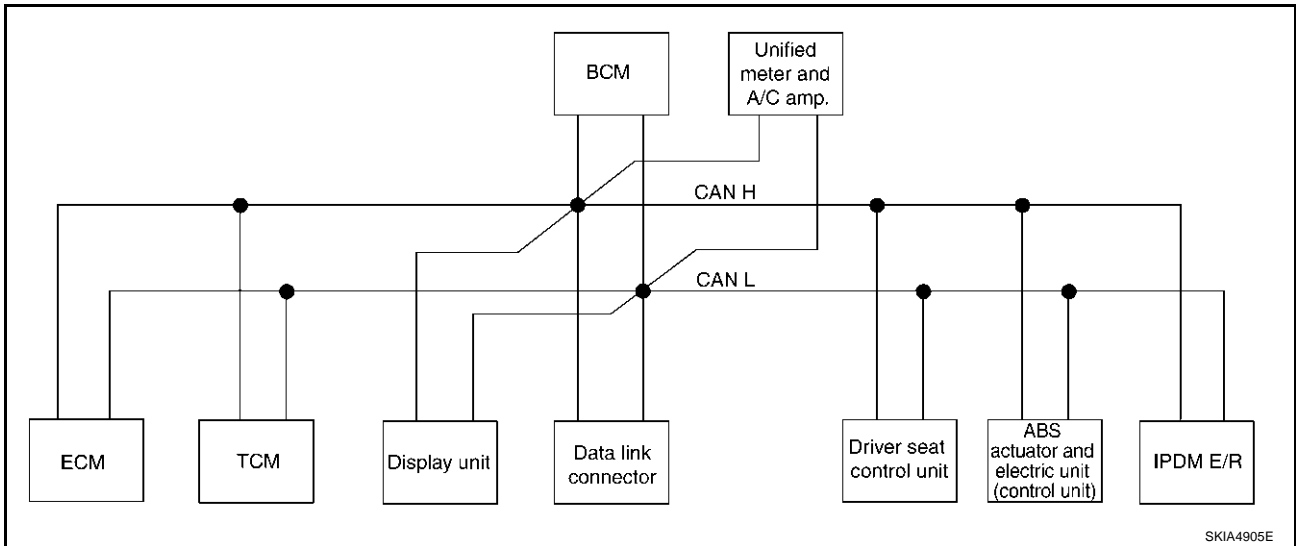 BCM
Unified
meter and
A/C amp.
CAN H
CAN L
ECM
TCM
Display unit
Data link
connector
Driver seat
control unit
ABS
actuator and
electric unit
(control unit)
IPDM E/R
SKIA4905E